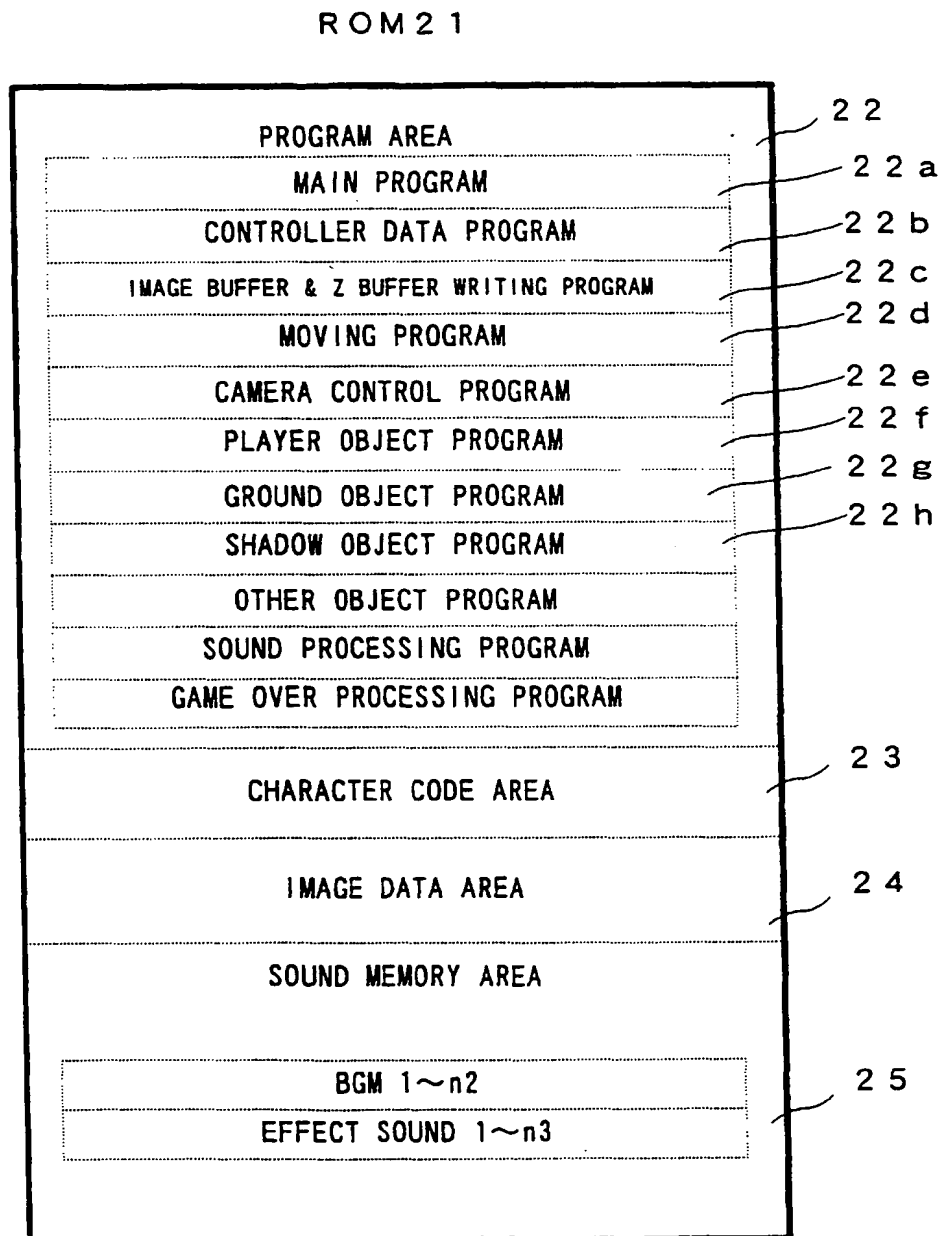 ROM21
PROGRAM AREA
22
MAIN PROGRAM
22a
CONTROLLER DATA PROGRAM
22b
IMAGE BUFFER & Z BUFFER WRITING PROGRAM
22c
MOVING PROGRAM
22d
CAMERA CONTROL PROGRAM
22e
PLAYER OBJECT PROGRAM
22f
GROUND OBJECT PROGRAM
22g
SHADOW OBJECT PROGRAM
22h
OTHER OBJECT PROGRAM
SOUND PROCESSING PROGRAM
GAME OVER PROCESSING PROGRAM
CHARACTER CODE AREA
23
IMAGE DATA AREA
24
SOUND MEMORY AREA
BGM 1〜n2
25
EFFECT SOUND 1〜n3